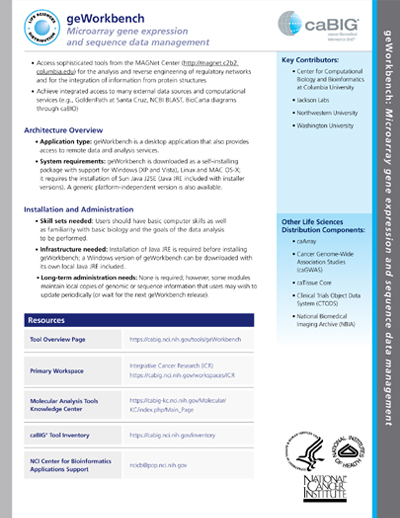 LIFE SCIENCES
DISTRIBUTION
geWorkbench
Microarray gene expression
and sequence data management
caBIG®
• Access sophisticated tools from the MAGNet Center (http://magnet.c2b2.
columbia.edu) for the analysis and reverse engineering of regulatory networks
and for the integration of information from protein structures.
• Achieve integrated access to many external data sources and computational
services (e.g., GoldenPath at Santa Cruz, NCBI BLAST, BioCarta diagrams
through caBIO)
Architecture Overview
• Application type: geWorkbench is a desktop application that also provides
access to remote data and analysis services.
• System requirements: geWorkbench is downloaded as a self-installing
package with support for Windows (XP and Vista), Linux and MAC OS-X;
it requires the installation of Sun Java J2SE (Java JRE included with installer
versions). A generic platform-independent version is also available.
Installation and Administration
• Skill sets needed: Users should have basic computer skills as well
as familiarity with basic biology and the goals of the data analysis
to be performed.
• Infrastructure needed: Installation of Java JRE is required before installing
geWorkbench; a Windows version of geWorkbench can be downloaded with
its own local Java JRE included.
• Long-term administration needs: None is required; however, some modules
maintain local copies of genomic or sequence information that users may wish to
update periodically (or wait for the next geWorkbench release).
Resources
Tool Overview Page
https://cabig.nci.nih.gov/tools/geWorkbench
Primary Workspace
Integrative Cancer Research (ICR)
https://cabig.nci.nih.gov/workspaces/ICR
Molecular Analysis Tools
Knowledge Center
https://cabig-kc.nci.nih.gov/Molecular/
KC/index.php/Main_Page
caBIG® Tool Inventory
https://cabig.nci.nih.gov/inventory
NCI Center for Bioinformatics
Applications Support
ncicb@pop.nci.nih.gov
Key Contributors:
• Center for Computational
Biology and Bioinformatics
at Columbia University
• Jackson Labs
• Northwestern University
• Washington University
Other Life Sciences
Distribution Components:
• caArray
• Cancer Genome-Wide
Association Studies
(caGWAS)
• caTissue Core
• Clinical Trials Object Data
System (CTODS)
• National Biomedical
Imaging Archive (NBIA)
NATIONAL INSTITUTES
OF HEALTH
NATIONAL
CANCER
INSTITUTE
geWorkbench: Microarray gene expression and sequence data management